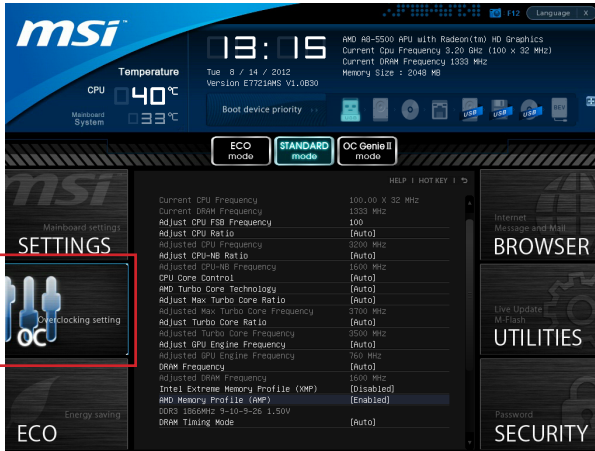 msi
13:15
Tue 8 / 14 / 2012
Version E7721AMS V1.0B30
AMD A8-5500 APU with Radeon(tm) HD Graphics
Current Cpu Frequency 3.20 GHz (100 x 32 MHz)
Current DRAM Frequency 1333 MHz
Memory Size : 2048 MB
F12
Language
X
Temperature
CPU 40°C
Mainboard
System 33°C
Boot device priority
USB
USB
USB
ECO
mode
STANDARD
mode
OC Genie II
mode
HELP | HOT KEY |
msi
Mainboard settings
SETTINGS
Overclocking setting
OC
Energy saving
ECO
Current CPU Frequency 100.00 X 32 MHz
Current DRAM Frequency 1333 MHz
Adjust CPU FSB Frequency 100
Adjust CPU Ratio [Auto]
Adjusted CPU Frequency 3200 MHz
Adjust CPU-NB Ratio [Auto]
Adjusted CPU-NB Frequency 1600 MHz
CPU Core Control [Auto]
AMD Turbo Core Technology [Auto]
Adjust Max Turbo Core Ratio [Auto]
Adjusted Max Turbo Core Frequency 3700 MHz
Adjust Turbo Core Ratio [Auto]
Adjusted Turbo Core Frequency 3500 MHz
Adjust GPU Engine Frequency [Auto]
Adjusted GPU Engine Frequency 760 MHz
DRAM Frequency [Auto]
Adjusted DRAM Frequency 1600 MHz
Intel Extreme Memory Profile (XMP) [Disabled]
AMD Memory Profile (AMP) [Enabled]
DDR3 1866MHz 9-10-9-26 1.50V
DRAM Timing Mode [Auto]
Internet
Message and Mail
BROWSER
Live Update
M-Flash
UTILITIES
Password
SECURITY